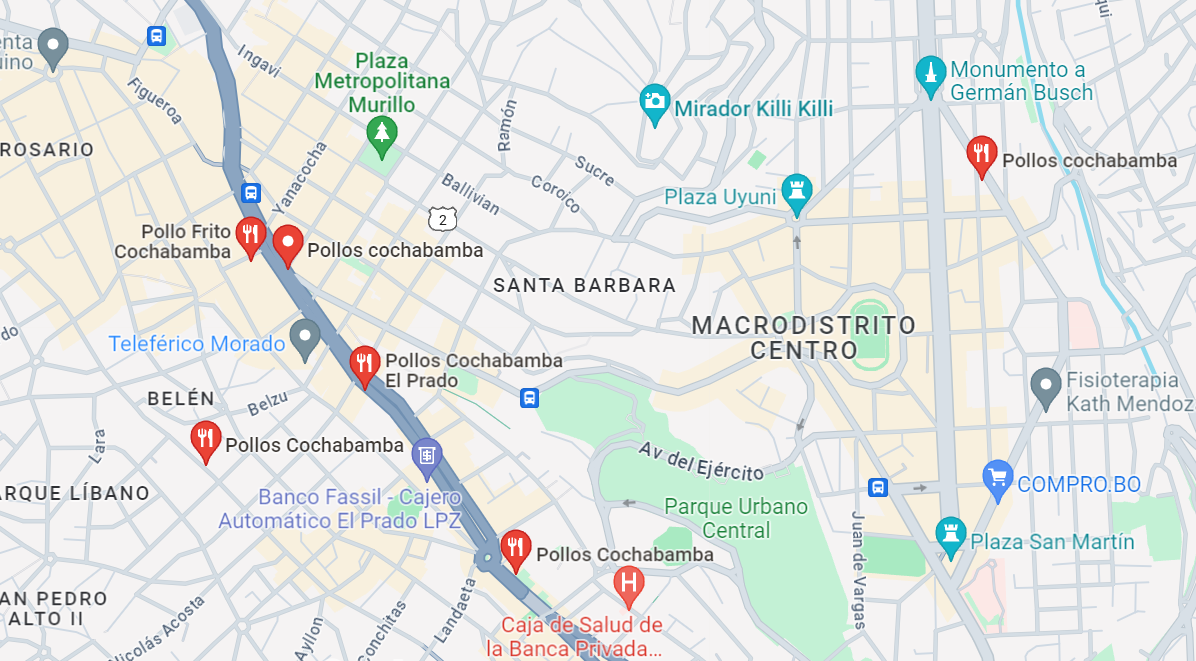 Ingavi
Figueroa
Plaza
Metropolitana
Murillo
Ramón
Mirador Killi Killi
Monumento a
Germán Busch
ROSARIO
Yanacocha
Sucre
Coroico
Ballivian
Pollos cochabamba
Plaza Uyuni
2
Pollo Frito
Cochabamba
Pollos cochabamba
SANTA BARBARA
MACRODISTRITO
CENTRO
Teleférico Morado
Pollos Cochabamba
El Prado
Fisioterapia
Kath Mendoz
BELÉN
Belzu
Lara
Pollos Cochabamba
Av del Ejército
ARQUE LÍBANO
Banco Fassil - Cajero
Automático El Prado LPZ
COMPRO.BO
Parque Urbano
Central
Juan de Vargas
Plaza San Martín
Pollos Cochabamba
H
AN PEDRO
ALTO II
Nicolás Acosta
Ayllon
Conchitas
Landaeta
Caja de Salud de
la Banca Privada...